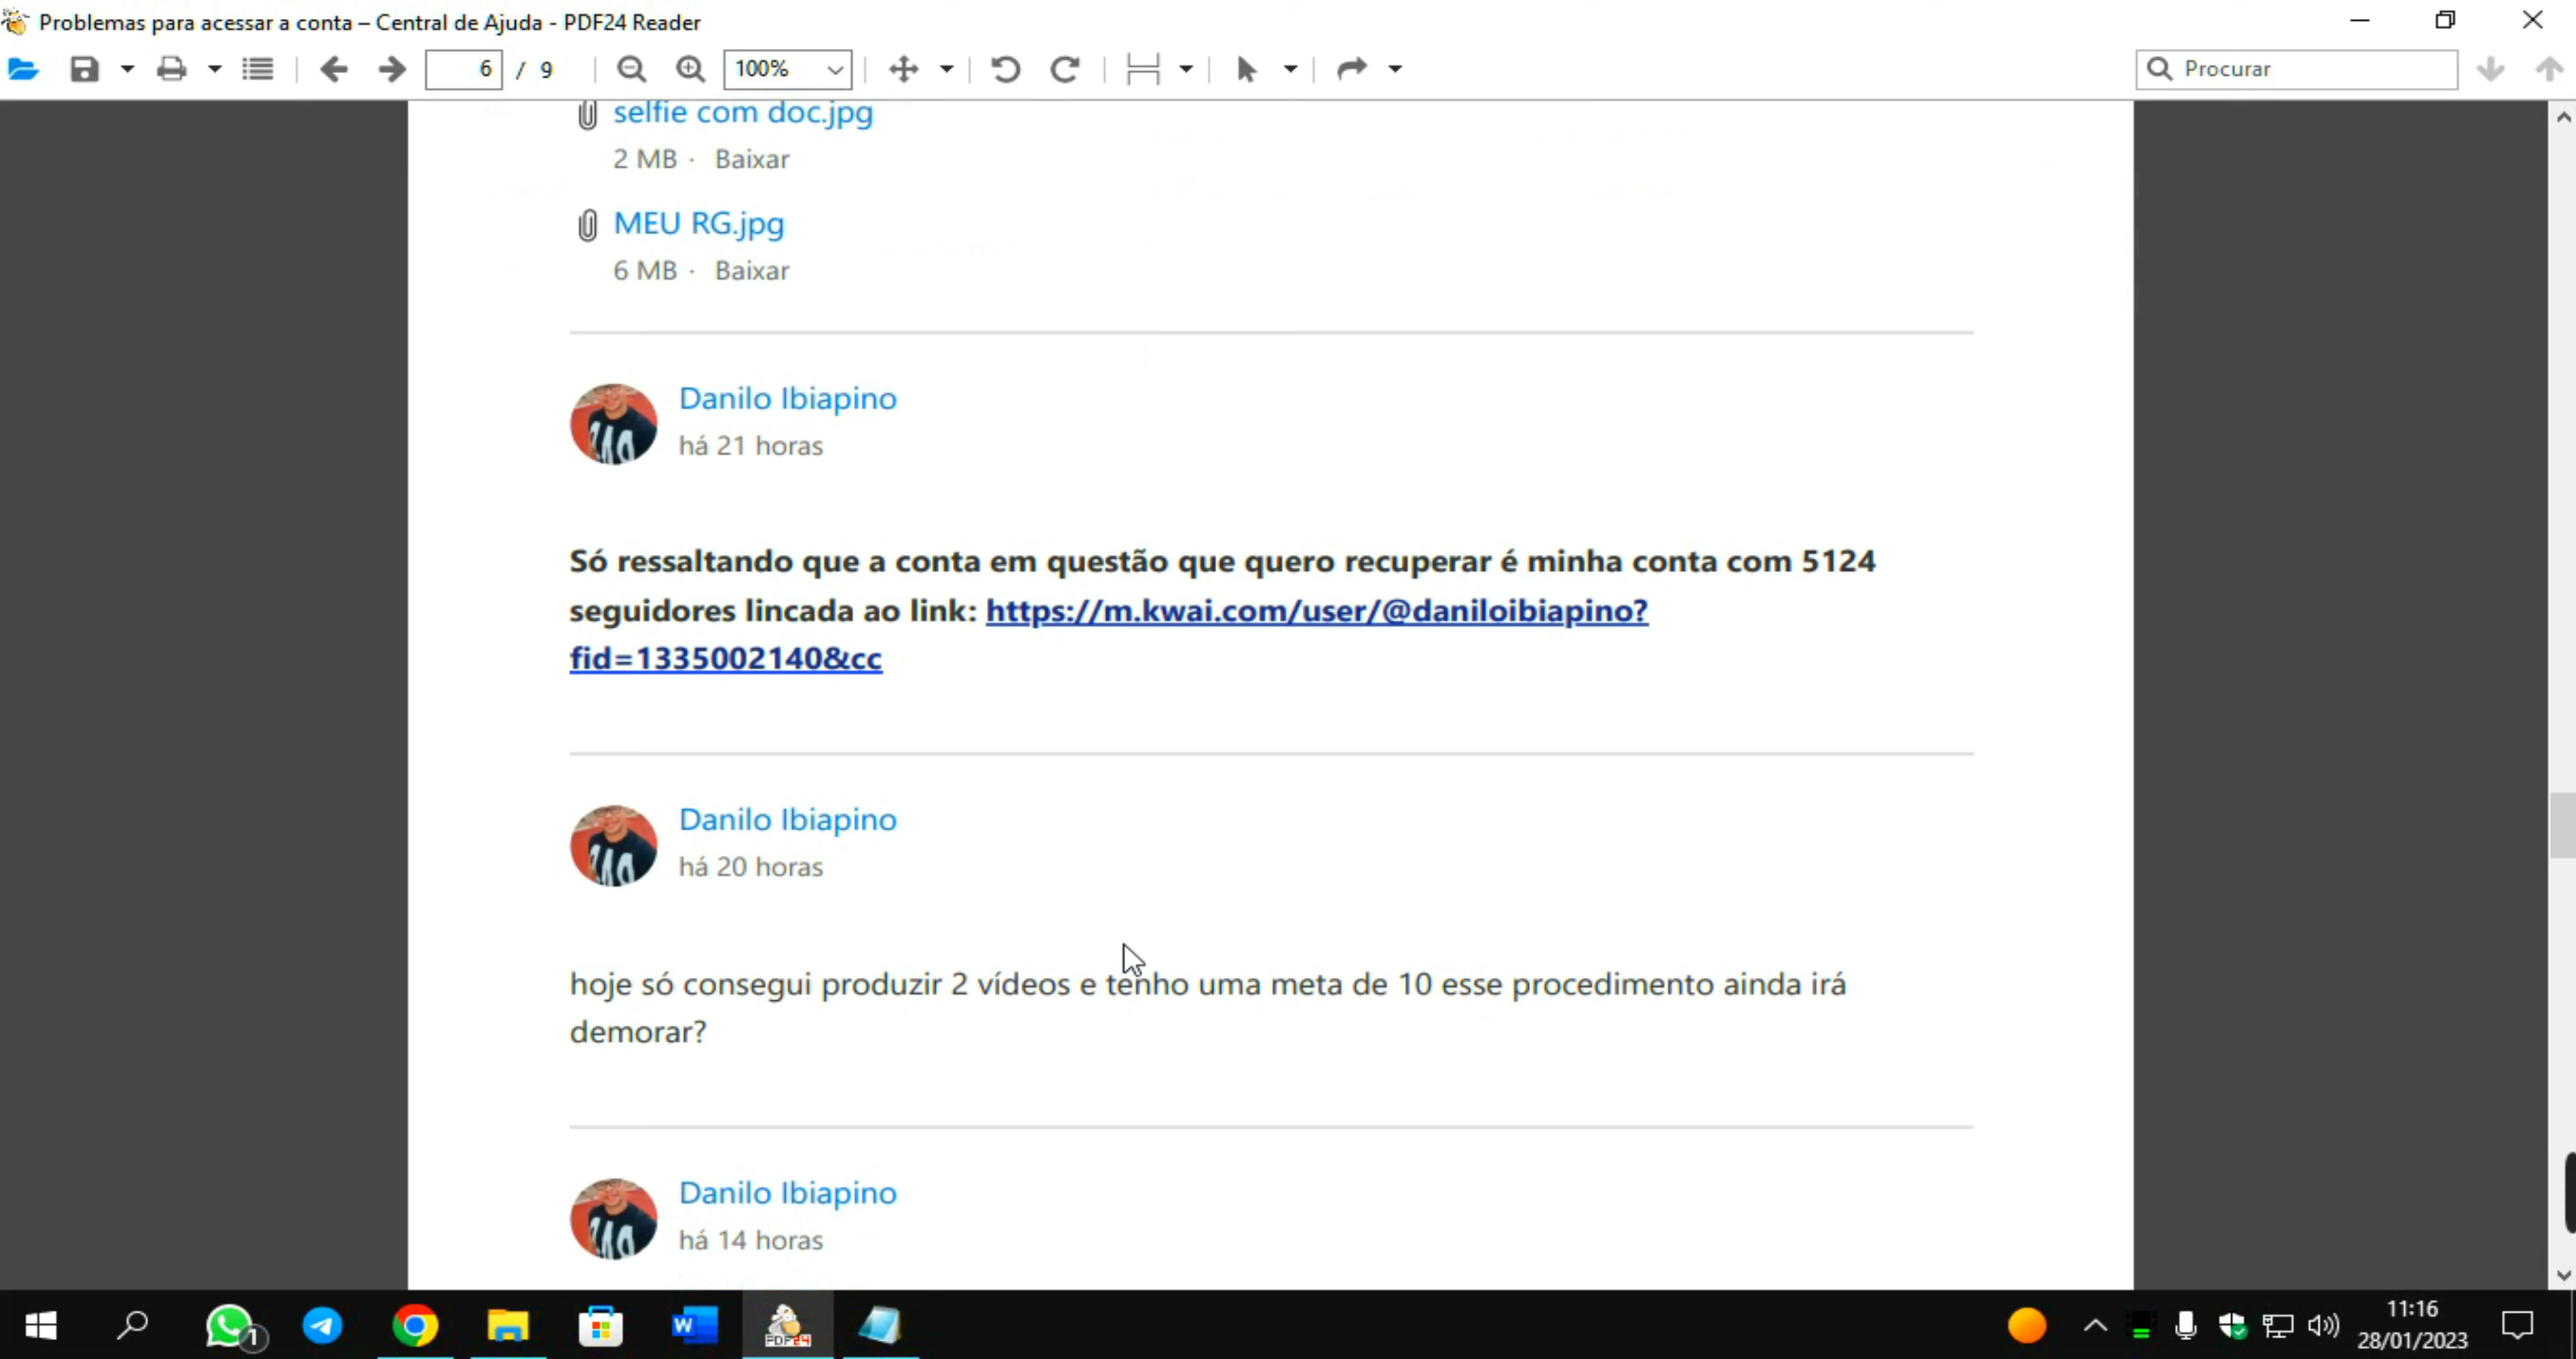 Problemas para acessar a conta – Central de Ajuda - PDF24 Reader
6 / 9
100%
Procurar
selfie com doc.jpg
2 MB · Baixar
MEU RG.jpg
6 MB · Baixar
Danilo Ibiapino
há 21 horas
Só ressaltando que a conta em questão que quero recuperar é minha conta com 5124
seguidores lincada ao link: https://m.kwai.com/user/@daniloibiapino?
fid=1335002140&cc
Danilo Ibiapino
há 20 horas
hoje só consegui produzir 2 vídeos e tenho uma meta de 10 esse procedimento ainda irá
demorar?
Danilo Ibiapino
há 14 horas
1
W
PDF24
11:16
28/01/2023